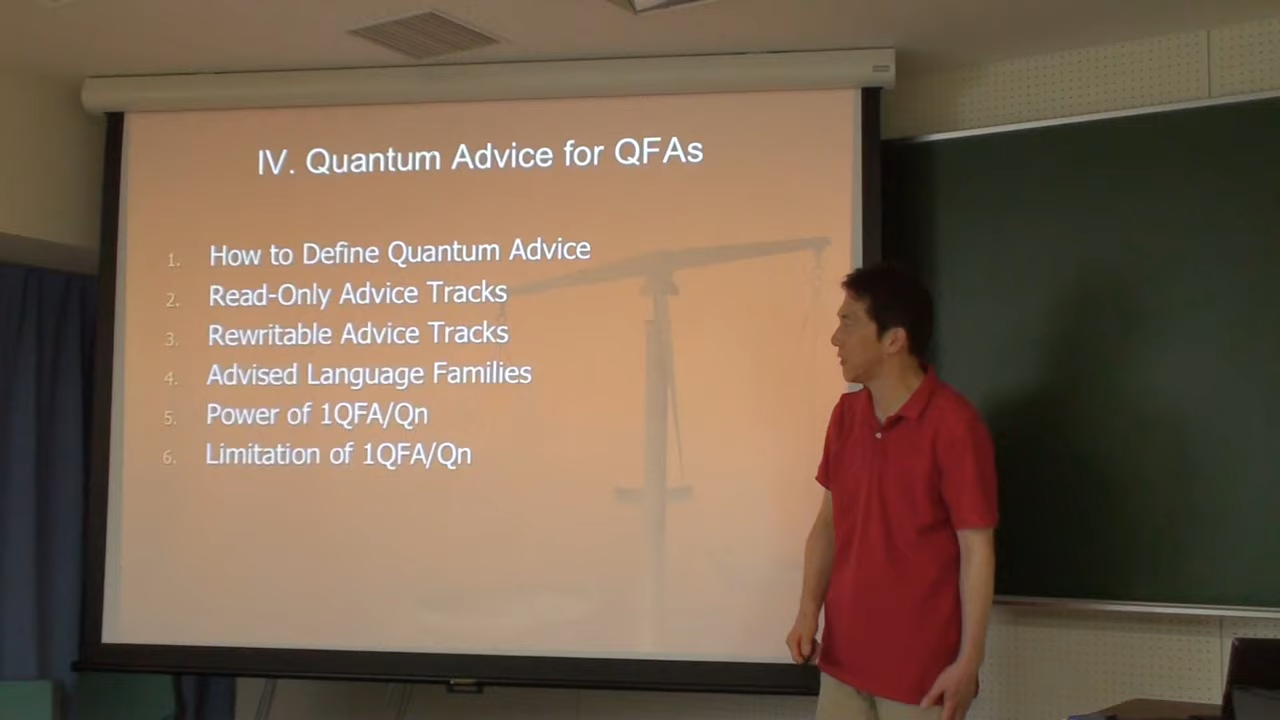 IV. Quantum Advice for QFAs
1. How to Define Quantum Advice
2. Read-Only Advice Tracks
3. Rewritable Advice Tracks
4. Advised Language Families
5. Power of 1QFA/Qn
6. Limitation of 1QFA/Qn